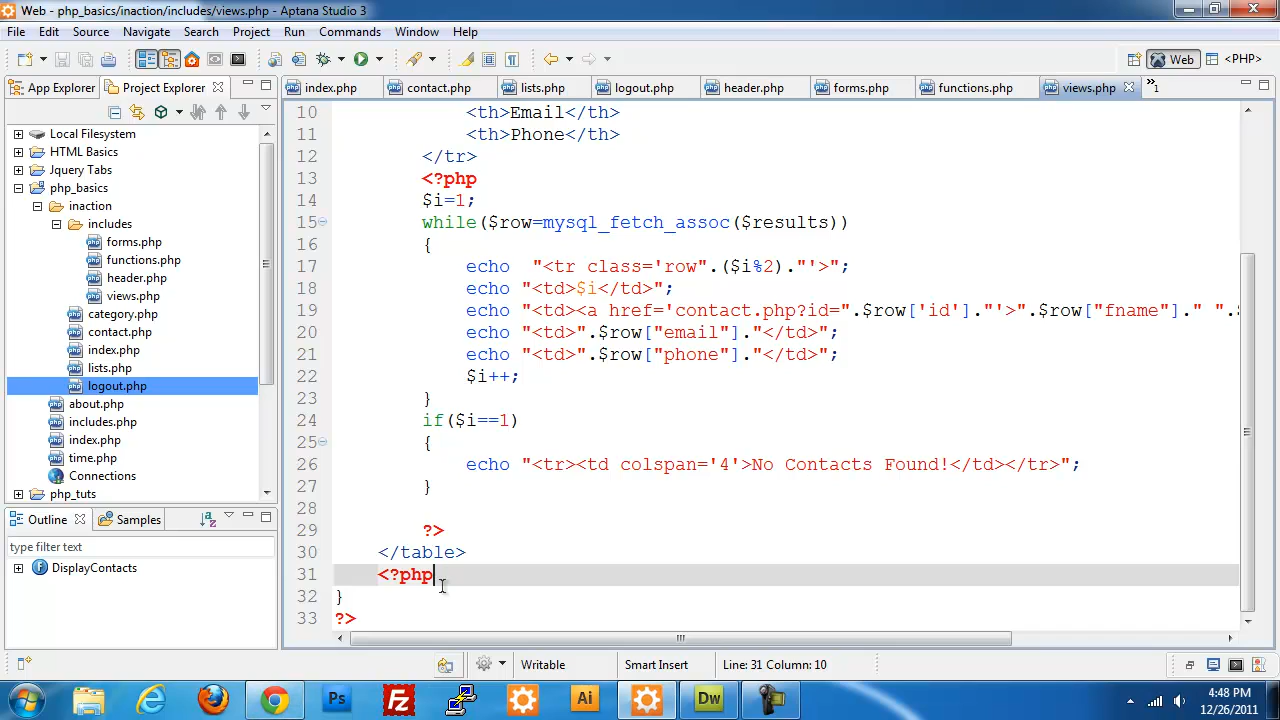 Web - php_basics/inaction/includes/views.php - Aptana Studio 3
File Edit Source Navigate Search Project Run Commands Window Help
Web <PHP>
App Explorer Project Explorer
index.php contact.php lists.php logout.php header.php forms.php functions.php views.php »1
Local Filesystem
HTML Basics
Jquery Tabs
php_basics
inaction
includes
forms.php
functions.php
header.php
views.php
category.php
contact.php
index.php
lists.php
logout.php
about.php
includes.php
index.php
time.php
Connections
php_tuts
Outline Samples
type filter text
DisplayContacts
10 <th>Email</th>
11 <th>Phone</th>
12 </tr>
13 <?php
14 $i=1;
15 while($row=mysql_fetch_assoc($results))
16 {
17 echo "<tr class='row".($i%2)."'>";
18 echo "<td>$i</td>";
19 echo "<td><a href='contact.php?id=".$row['id']."'>".$row["fname"]." ".
20 echo "<td>".$row["email"]."</td>";
21 echo "<td>".$row["phone"]."</td>";
22 $i++;
23 }
24 if($i==1)
25 {
26 echo "<tr><td colspan='4'>No Contacts Found!</td></tr>";
27 }
28
29 ?>
30 </table>
31 <?php
32 }
33 ?>
Writable Smart Insert Line: 31 Column: 10
Ps Fz Ai Dw
4:48 PM
12/26/2011